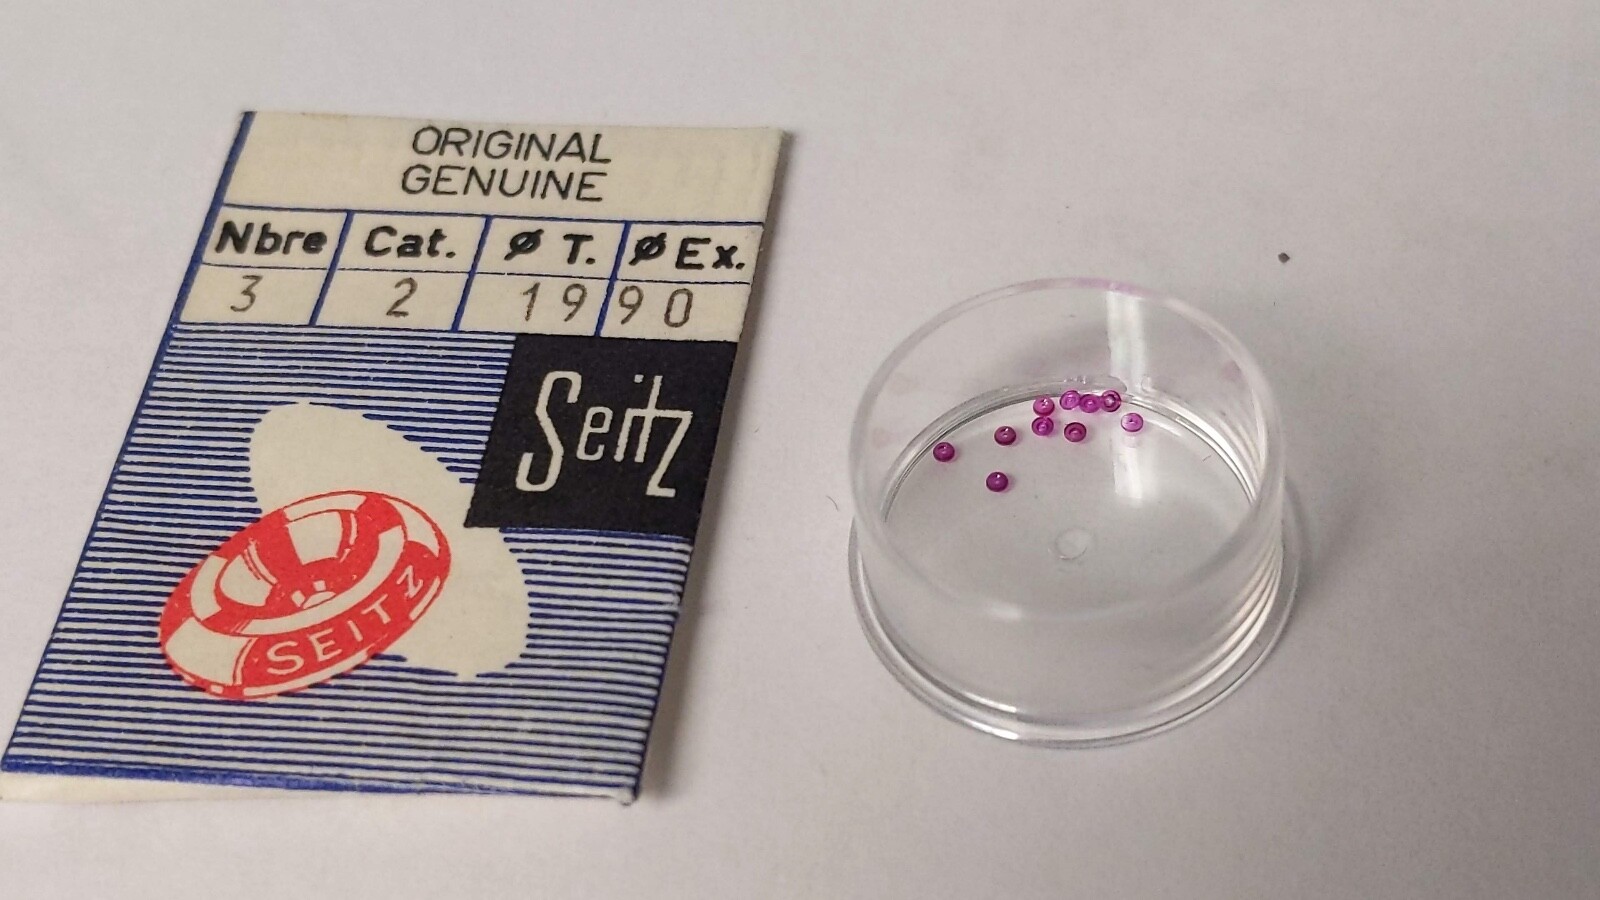 ORIGINAL
GENUINE
Nbre Cat. Ø T. Ø Ex.
3 2 19 90
Seitz
SEITZ